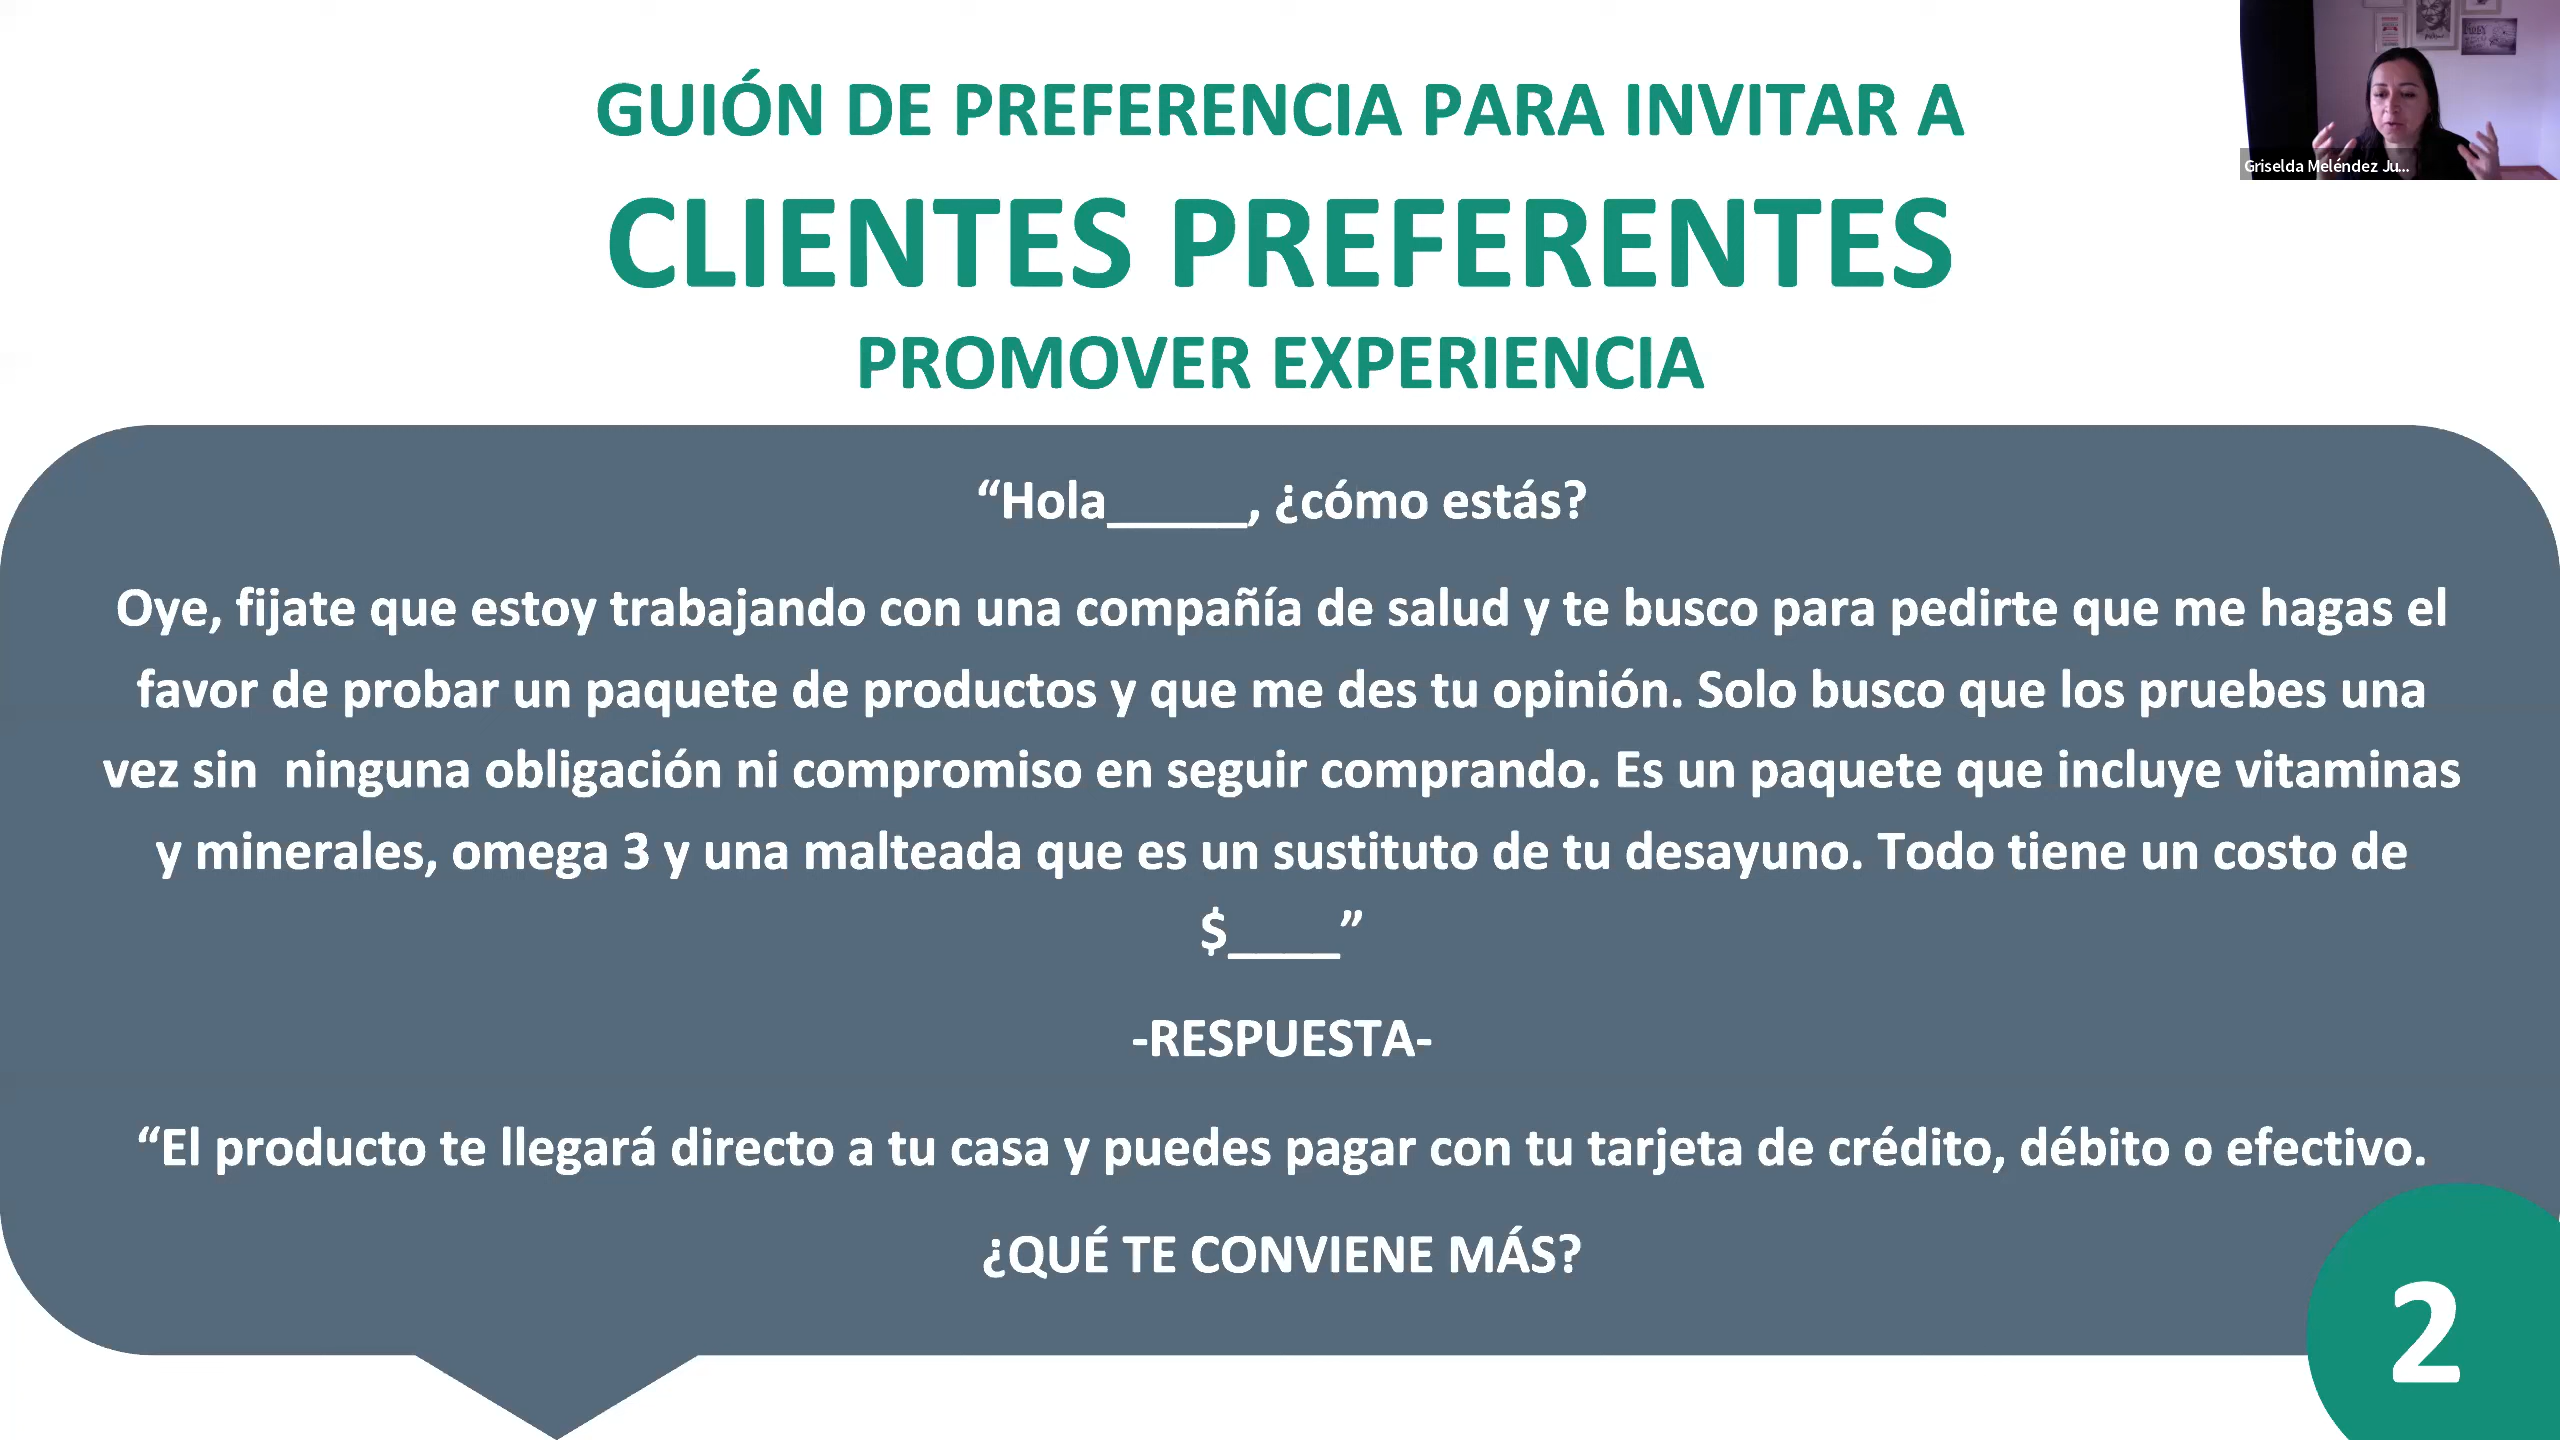 GUIÓN DE PREFERENCIA PARA INVITAR A
CLIENTES PREFERENTES
PROMOVER EXPERIENCIA
Griselda Meléndez Ju...
“Hola_____, ¿cómo estás?
Oye, fijate que estoy trabajando con una compañía de salud y te busco para pedirte que me hagas el
favor de probar un paquete de productos y que me des tu opinión. Solo busco que los pruebes una
vez sin  ninguna obligación ni compromiso en seguir comprando. Es un paquete que incluye vitaminas
y minerales, omega 3 y una malteada que es un sustituto de tu desayuno. Todo tiene un costo de
$____”
-RESPUESTA-
“El producto te llegará directo a tu casa y puedes pagar con tu tarjeta de crédito, débito o efectivo.
¿QUÉ TE CONVIENE MÁS?
2